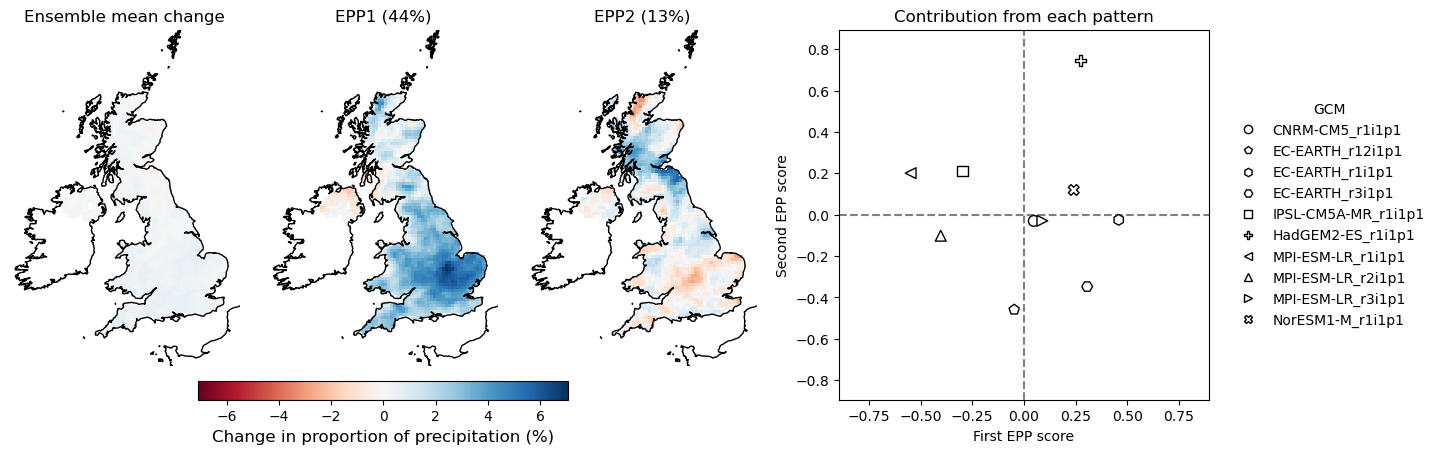 Ensemble mean change
EPP1 (44%)
EPP2 (13%)
−6 −4 −2 0 2 4 6
Change in proportion of precipitation (%)
Contribution from each pattern
Second EPP score
0.8
0.6
0.4
0.2
0.0
−0.2
−0.4
−0.6
−0.8
−0.75 −0.50 −0.25 0.00 0.25 0.50 0.75
First EPP score
GCM
CNRM-CM5_r1i1p1
EC-EARTH_r12i1p1
EC-EARTH_r1i1p1
EC-EARTH_r3i1p1
IPSL-CM5A-MR_r1i1p1
HadGEM2-ES_r1i1p1
MPI-ESM-LR_r1i1p1
MPI-ESM-LR_r2i1p1
MPI-ESM-LR_r3i1p1
NorESM1-M_r1i1p1